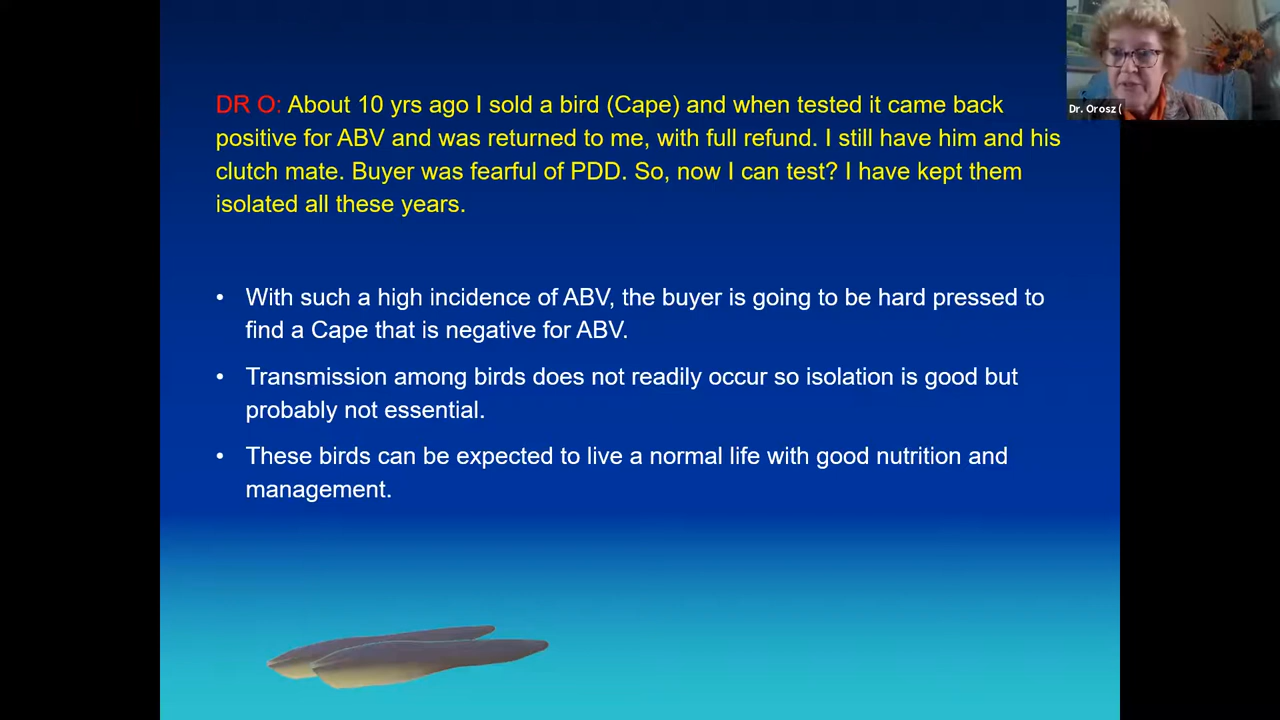 DR O: About 10 yrs ago I sold a bird (Cape) and when tested it came back
positive for ABV and was returned to me, with full refund. I still have him and his
clutch mate. Buyer was fearful of PDD. So, now I can test? I have kept them
isolated all these years.
• With such a high incidence of ABV, the buyer is going to be hard pressed to
find a Cape that is negative for ABV.
• Transmission among birds does not readily occur so isolation is good but
probably not essential.
• These birds can be expected to live a normal life with good nutrition and
management.
Dr. Orosz (